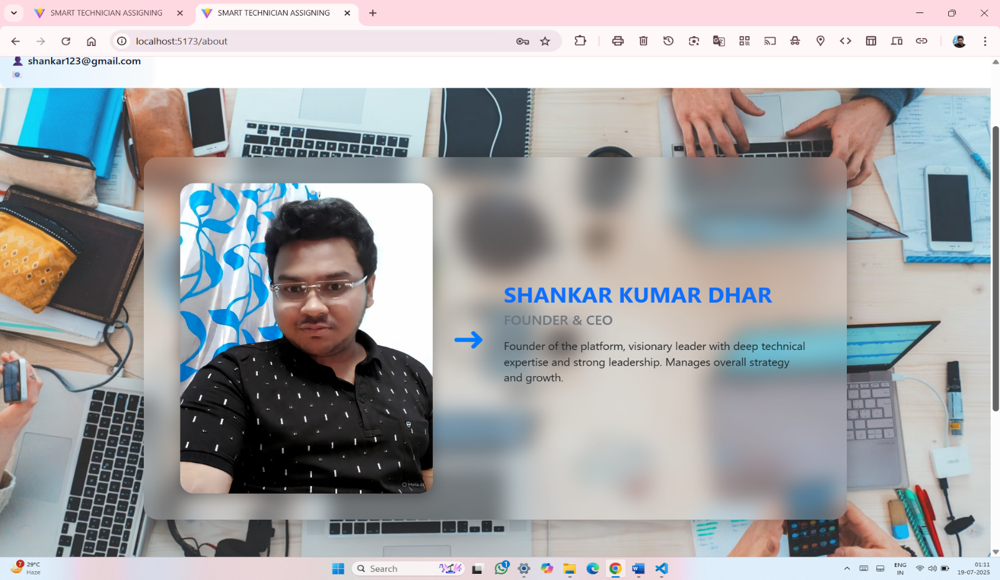 SMART TECHNICIAN ASSIGNING
SMART TECHNICIAN ASSIGNING
localhost:5173/about
shankar123@gmail.com
SHANKAR KUMAR DHAR
FOUNDER & CEO
Founder of the platform, visionary leader with deep technical
expertise and strong leadership. Manages overall strategy
and growth.
Meta AI
7
29°C
Haze
Search
1
ENG
IN
01:11
19-07-2025